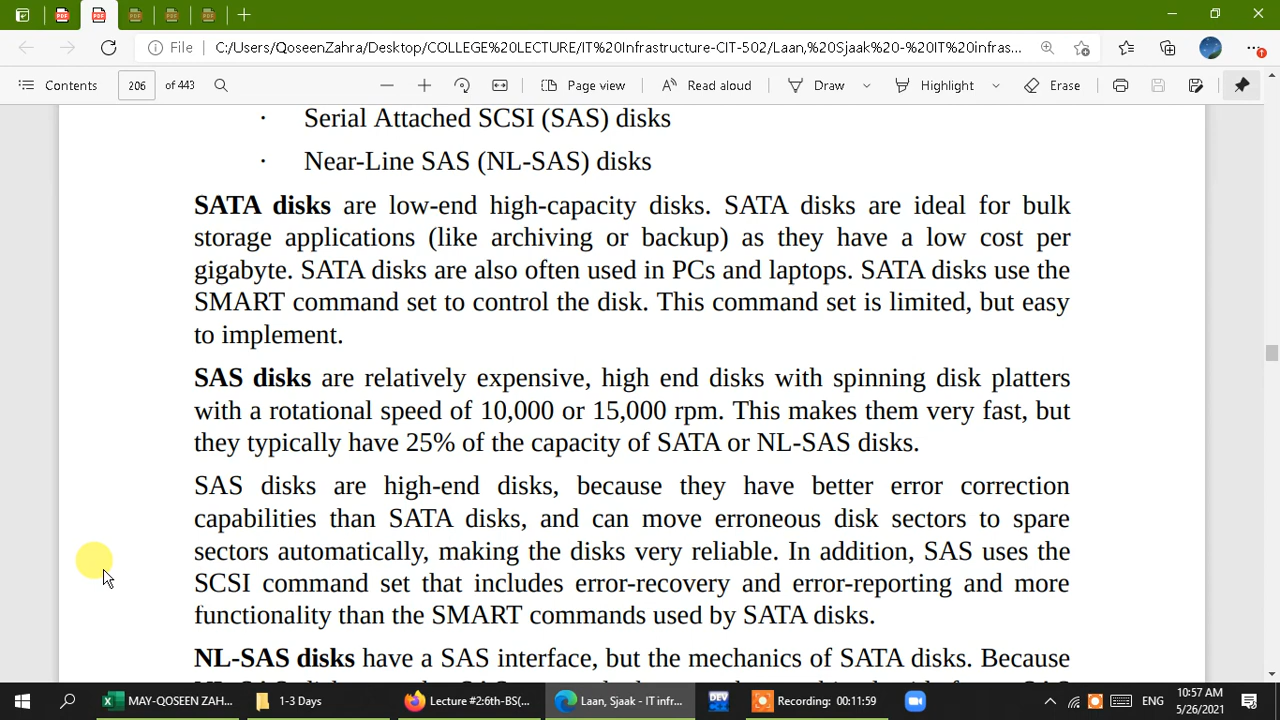 File
C:/Users/QoseenZahra/Desktop/COLLEGE%20LECTURE/IT%20Infrastructure-CIT-502/Laan,%20Sjaak%20-%20IT%20infras...
Contents
206
of 443
Page view
Read aloud
Draw
Highlight
Erase
· Serial Attached SCSI (SAS) disks
· Near-Line SAS (NL-SAS) disks
SATA disks are low-end high-capacity disks. SATA disks are ideal for bulk
storage applications (like archiving or backup) as they have a low cost per
gigabyte. SATA disks are also often used in PCs and laptops. SATA disks use the
SMART command set to control the disk. This command set is limited, but easy
to implement.
SAS disks are relatively expensive, high end disks with spinning disk platters
with a rotational speed of 10,000 or 15,000 rpm. This makes them very fast, but
they typically have 25% of the capacity of SATA or NL-SAS disks.
SAS disks are high-end disks, because they have better error correction
capabilities than SATA disks, and can move erroneous disk sectors to spare
sectors automatically, making the disks very reliable. In addition, SAS uses the
SCSI command set that includes error-recovery and error-reporting and more
functionality than the SMART commands used by SATA disks.
NL-SAS disks have a SAS interface, but the mechanics of SATA disks. Because
MAY-QOSEEN ZAH...
1-3 Days
Lecture #2:6th-BS(...
Laan, Sjaak - IT infr...
DEV
Recording: 00:11:59
ENG
10:57 AM
5/26/2021